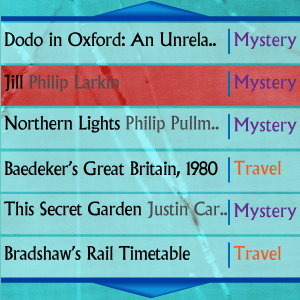 Dodo in Oxford: An Unrela.. Mystery
Jill Philip Larkin Mystery
Northern Lights Philip Pullm.. Mystery
Baedeker's Great Britain, 1980 Travel
This Secret Garden Justin Car.. Mystery
Bradshaw's Rail Timetable Travel